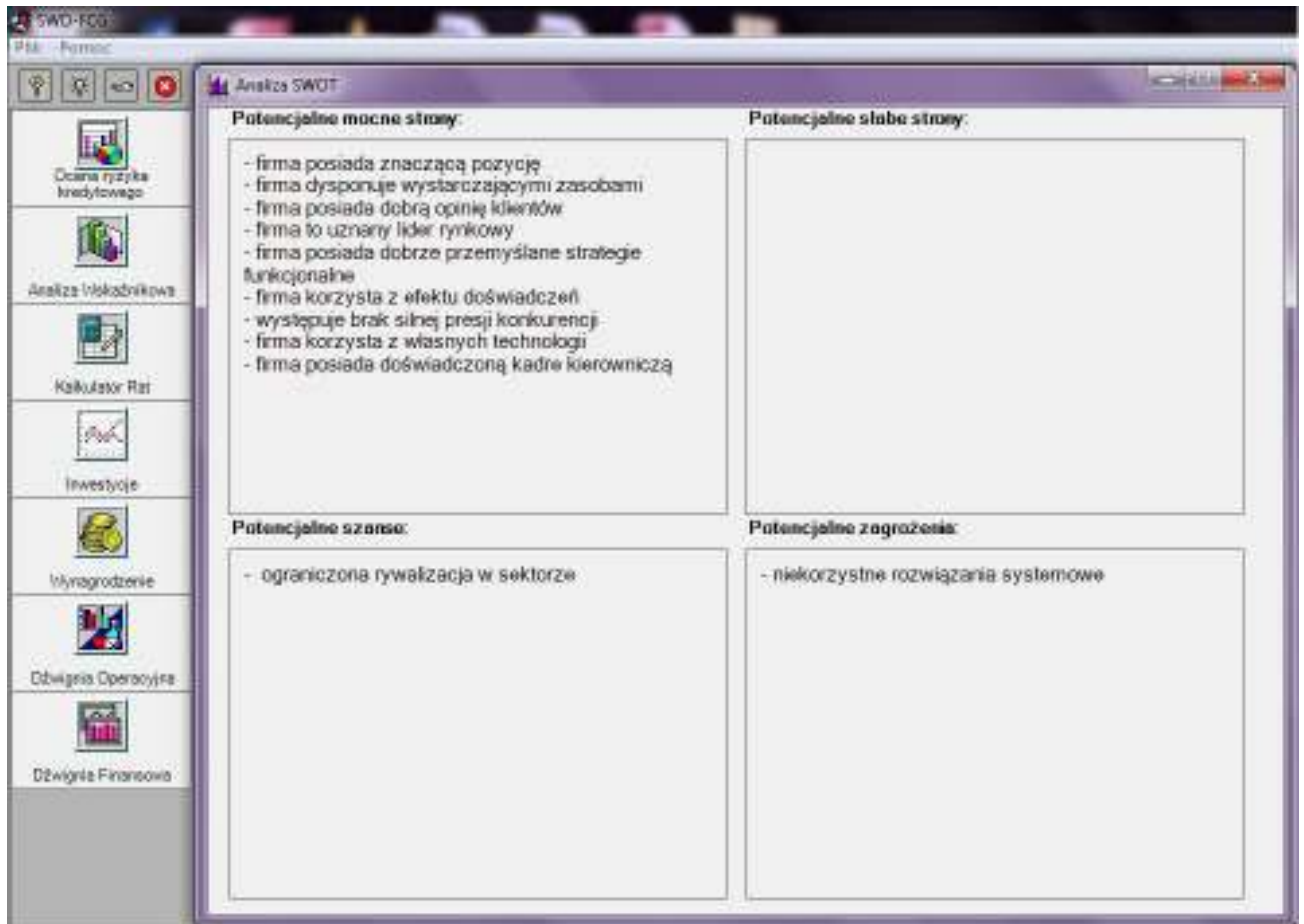 SWO-FCG
Plik Pomoc
Ocena ryzyka
kredytowego
Analiza Wskaźnikowa
Kalkulator Rat
Inwestycje
Wynagrodzenie
Dźwignia Operacyjna
Dźwignia Finansowa
Analiza SWOT
Potencjalne mocne strony:
- firma posiada znaczącą pozycję
- firma dysponuje wystarczającymi zasobami
- firma posiada dobrą opinię klientów
- firma to uznany lider rynkowy
- firma posiada dobrze przemyślane strategie
funkcjonalne
- firma korzysta z efektu doświadczeń
- występuje brak silnej presji konkurencji
- firma korzysta z własnych technologii
- firma posiada doświadczoną kadre kierowniczą
Potencjalne słabe strony:
Potencjalne szanse:
- ograniczona rywalizacja w sektorze
Potencjalne zagrożenia:
- niekorzystne rozwiązania systemowe